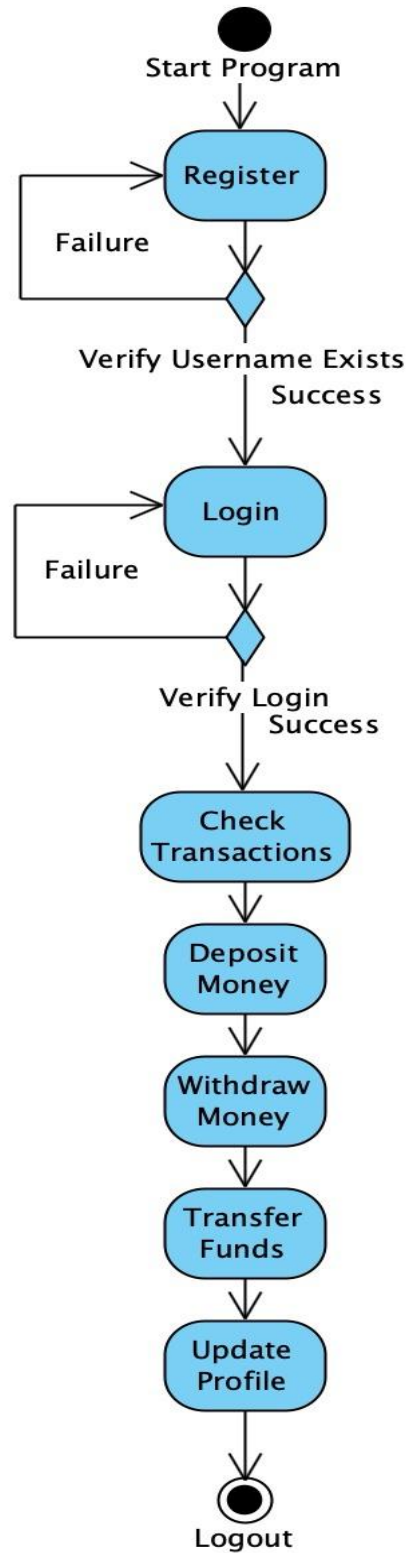 Start Program
Register
Failure
Verify Username Exists
Success
Login
Failure
Verify Login
Success
Check
Transactions
Deposit
Money
Withdraw
Money
Transfer
Funds
Update
Profile
Logout